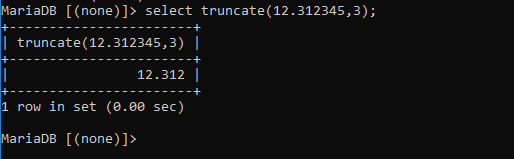 MariaDB [(none)]> select truncate(12.312345,3);
+-----------------------+
| truncate(12.312345,3) |
+-----------------------+
|                12.312 |
+-----------------------+
1 row in set (0.00 sec)
MariaDB [(none)]>